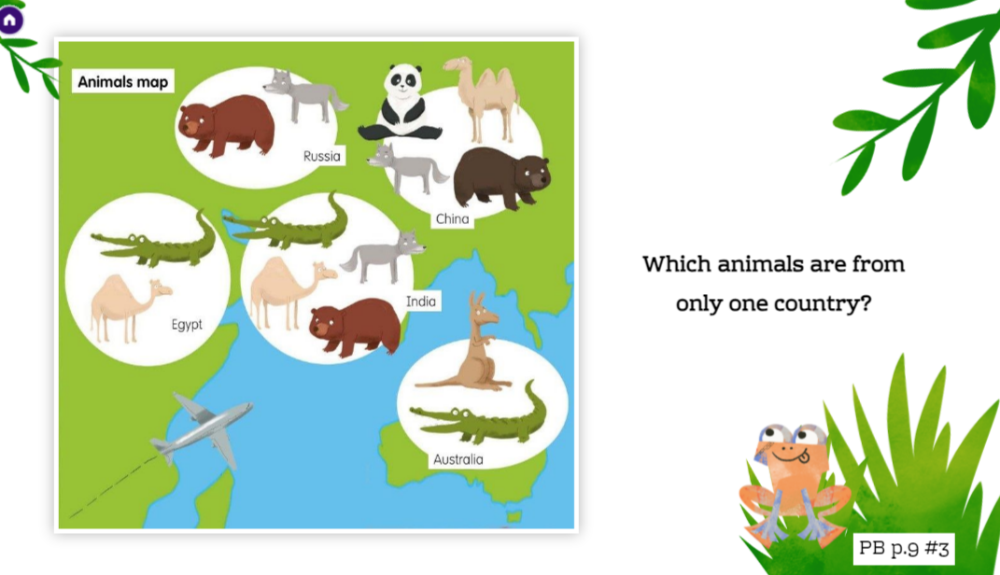 Animals map
Russia
China
India
Egypt
Australia
Which animals are from
only one country?
PB p.9 #3